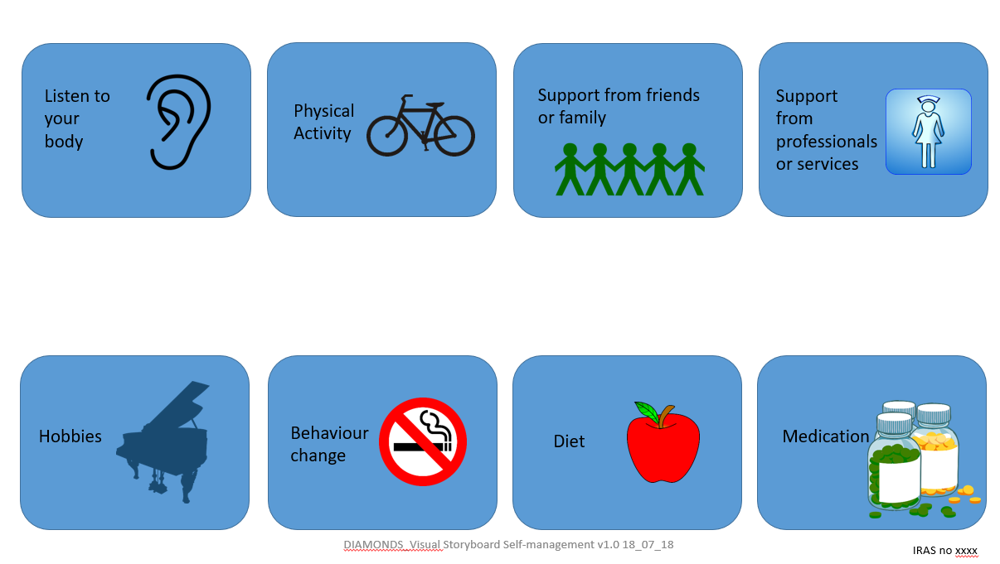 Listen to
your
body
Physical
Activity
Support from friends
or family
Support
from
professionals
or services
Hobbies
Behaviour
change
Diet
Medication
DIAMONDS_Visual Storyboard Self-management v1.0 18_07_18
IRAS no xxxx